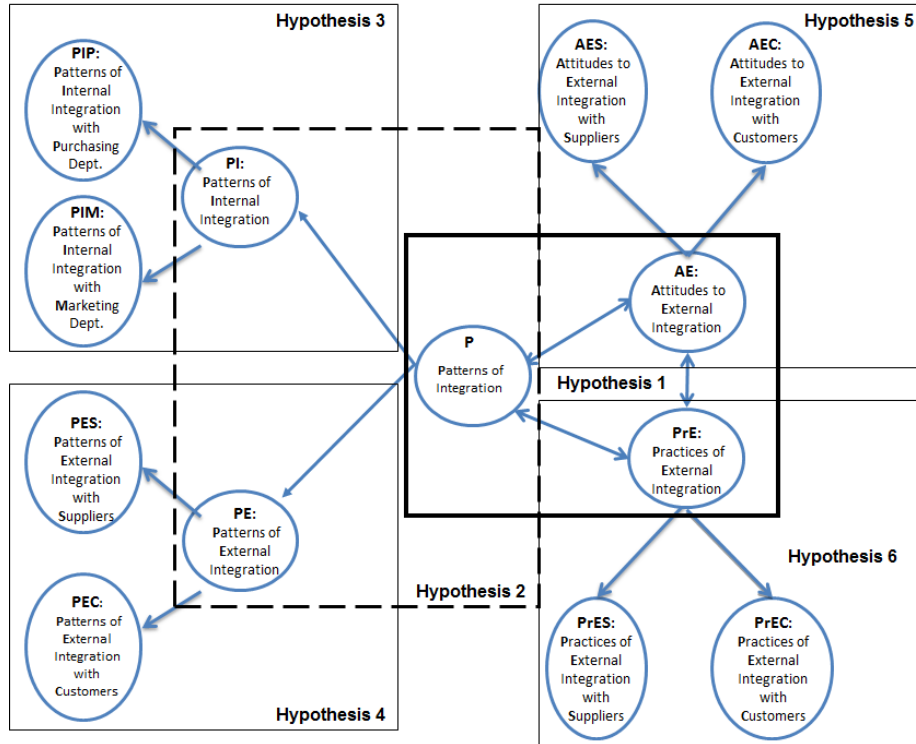 Hypothesis 3
PIP:
Patterns of
Internal
Integration
with
Purchasing
Dept.
PIM:
Patterns of
Internal
Integration
with
Marketing
Dept.
PI:
Patterns of
Internal
Integration
Hypothesis 5
AES:
Attitudes to
External
Integration
with
Suppliers
AEC:
Attitudes to
External
Integration
with
Customers
AE:
Attitudes to
External
Integration
P
Patterns of
Integration
Hypothesis 1
PrE:
Practices of
External
Integration
PES:
Patterns of
External
Integration
with
Suppliers
PE:
Patterns of
External
Integration
PEC:
Patterns of
External
Integration
with
Customers
Hypothesis 2
Hypothesis 4
Hypothesis 6
PrES:
Practices of
External
Integration
with
Suppliers
PrEC:
Practices of
External
Integration
with
Customers